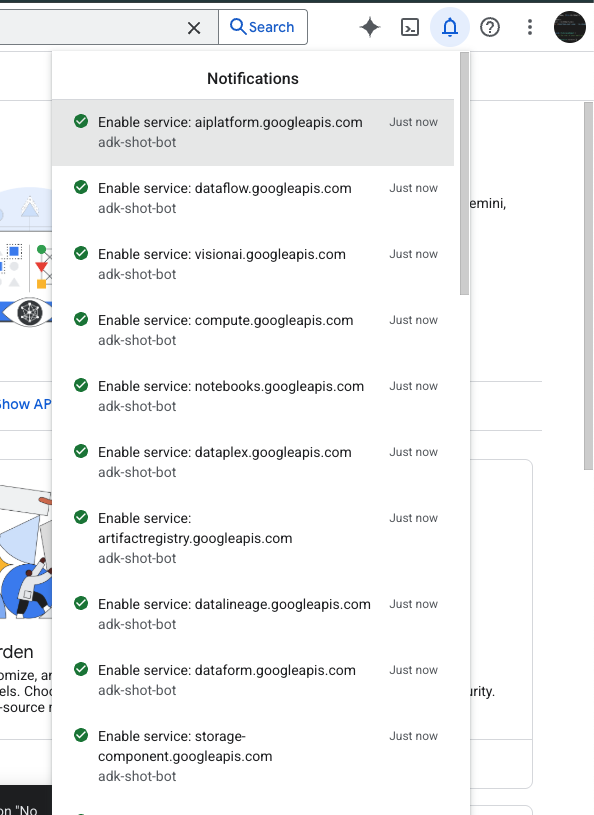 Search
Notifications
Enable service: aiplatform.googleapis.com
Just now
adk-shot-bot
Enable service: dataflow.googleapis.com
Just now
adk-shot-bot
emini,
Enable service: visionai.googleapis.com
Just now
adk-shot-bot
Enable service: compute.googleapis.com
Just now
adk-shot-bot
Enable service: notebooks.googleapis.com
Just now
adk-shot-bot
Show AP
Enable service: dataplex.googleapis.com
Just now
adk-shot-bot
Enable service:
artifactregistry.googleapis.com
Just now
adk-shot-bot
Enable service: datalineage.googleapis.com
Just now
adk-shot-bot
rden
Enable service: dataform.googleapis.com
Just now
adk-shot-bot
omize, ar
els. Choo
-source r
urity.
Enable service: storage-
component.googleapis.com
Just now
adk-shot-bot
on "No